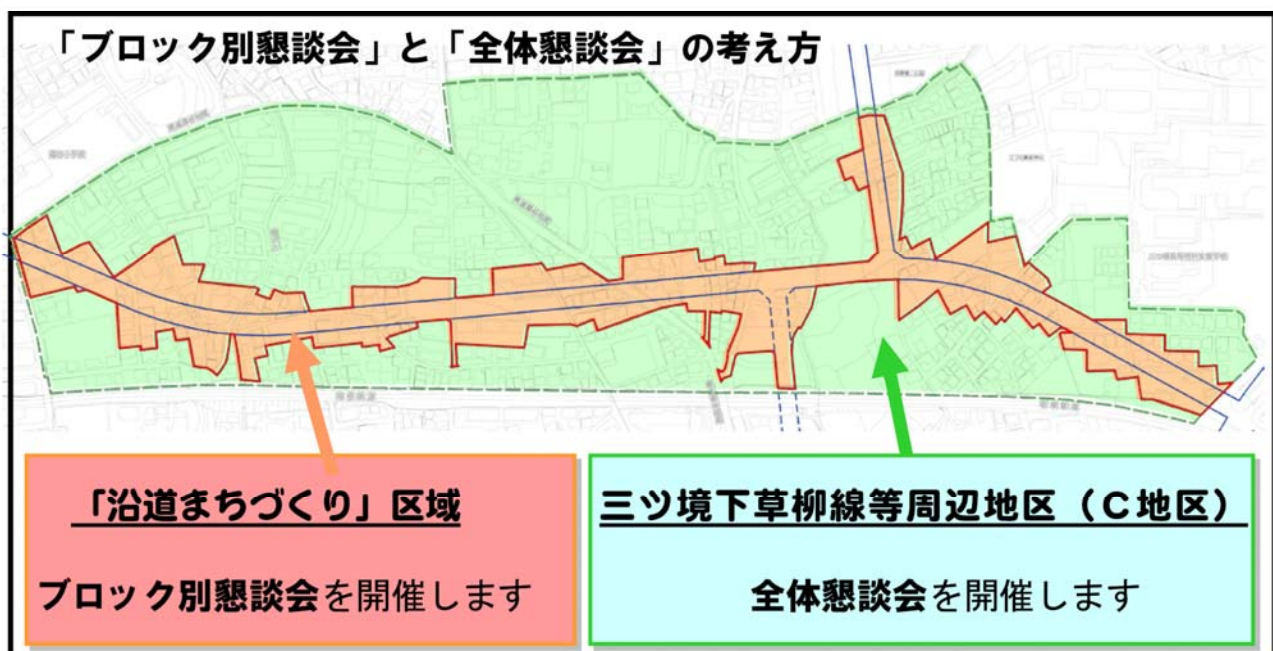 「ブロック別懇談会」と「全体懇談会」の考え方
「沿道まちづくり」区域
ブロック別懇談会を開催します
三ツ境下草柳線等周辺地区（C地区）
全体懇談会を開催します